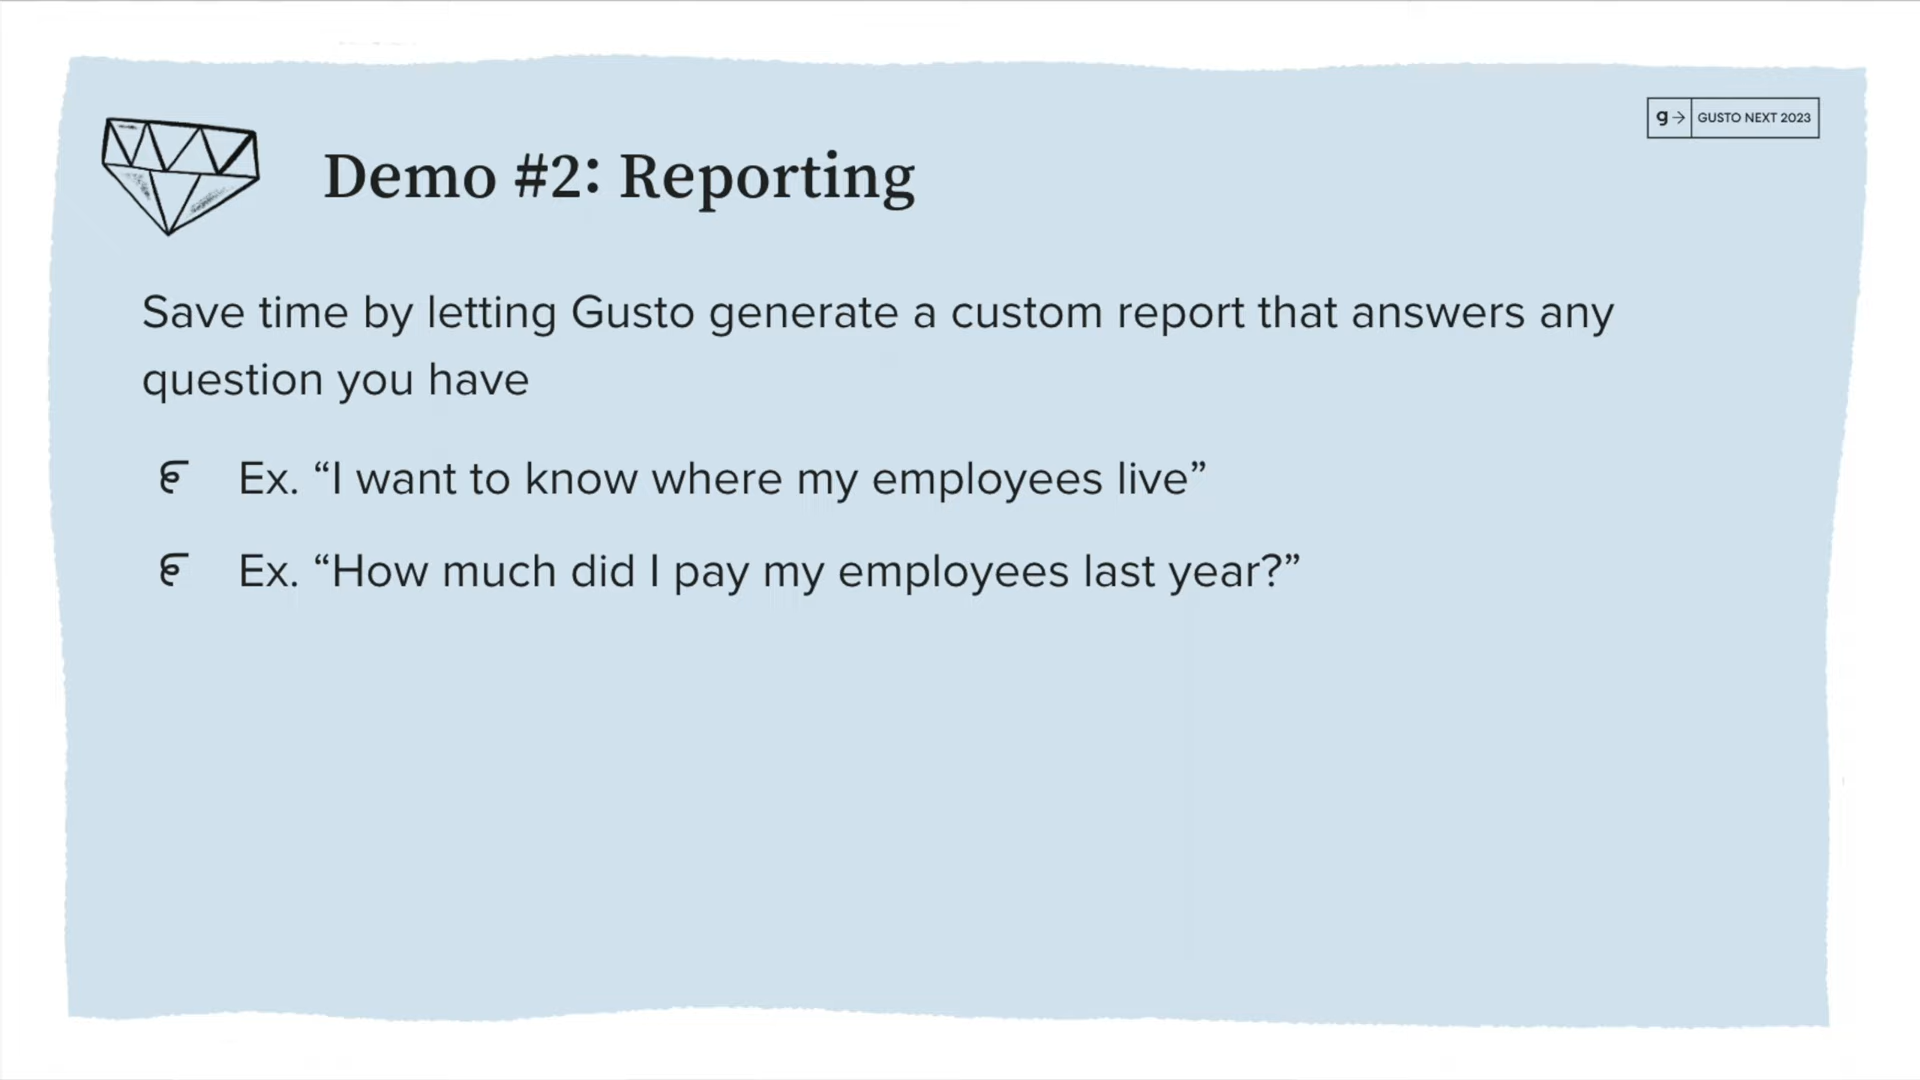 g→ GUSTO NEXT 2023
Demo #2: Reporting
Save time by letting Gusto generate a custom report that answers any
question you have
Ex. “I want to know where my employees live”
Ex. “How much did I pay my employees last year?”